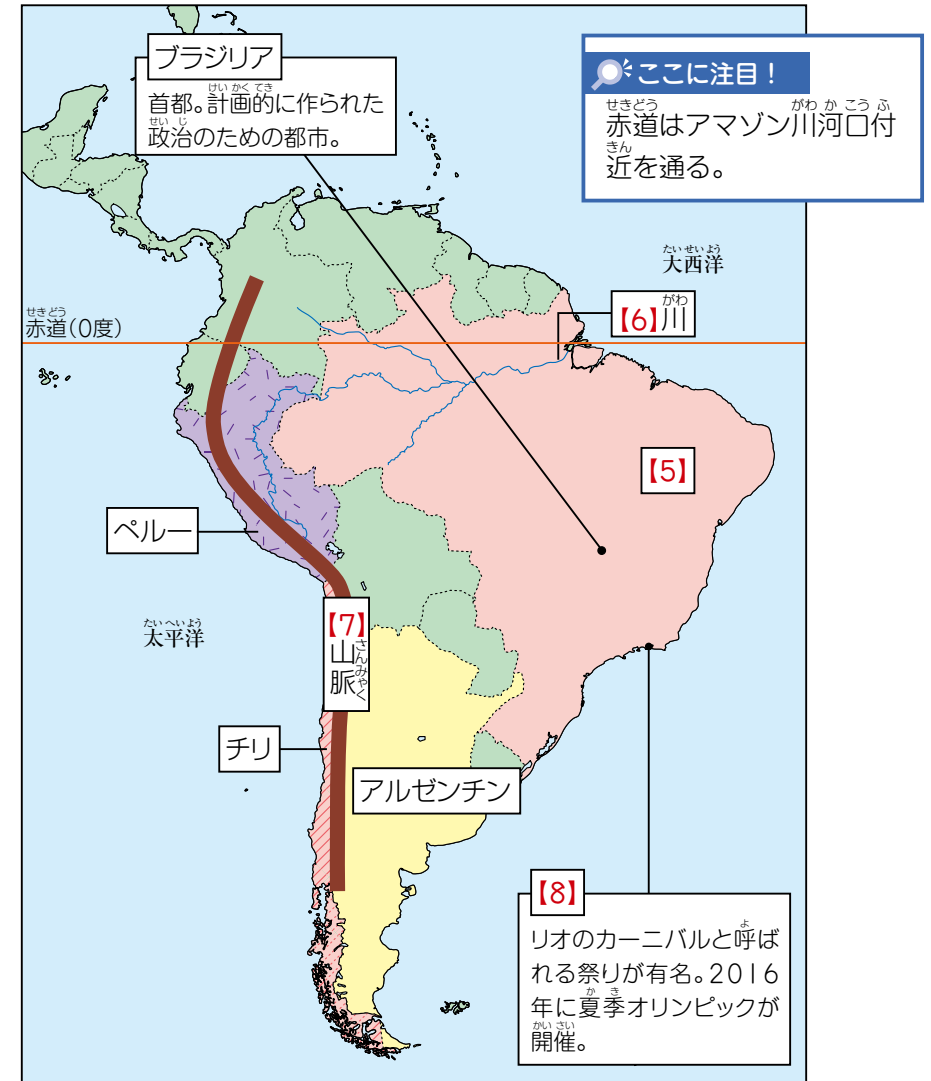 ブラジリア
首都。計画的に作られた
政治のための都市。
ここに注目！
赤道はアマゾン川河口付
近を通る。
大西洋
赤道(0度)
【6】川
【5】
ペルー
太平洋
【7】山脈
チリ
アルゼンチン
【8】
リオのカーニバルと呼ば
れる祭りが有名。2016
年に夏季オリンピックが
開催。